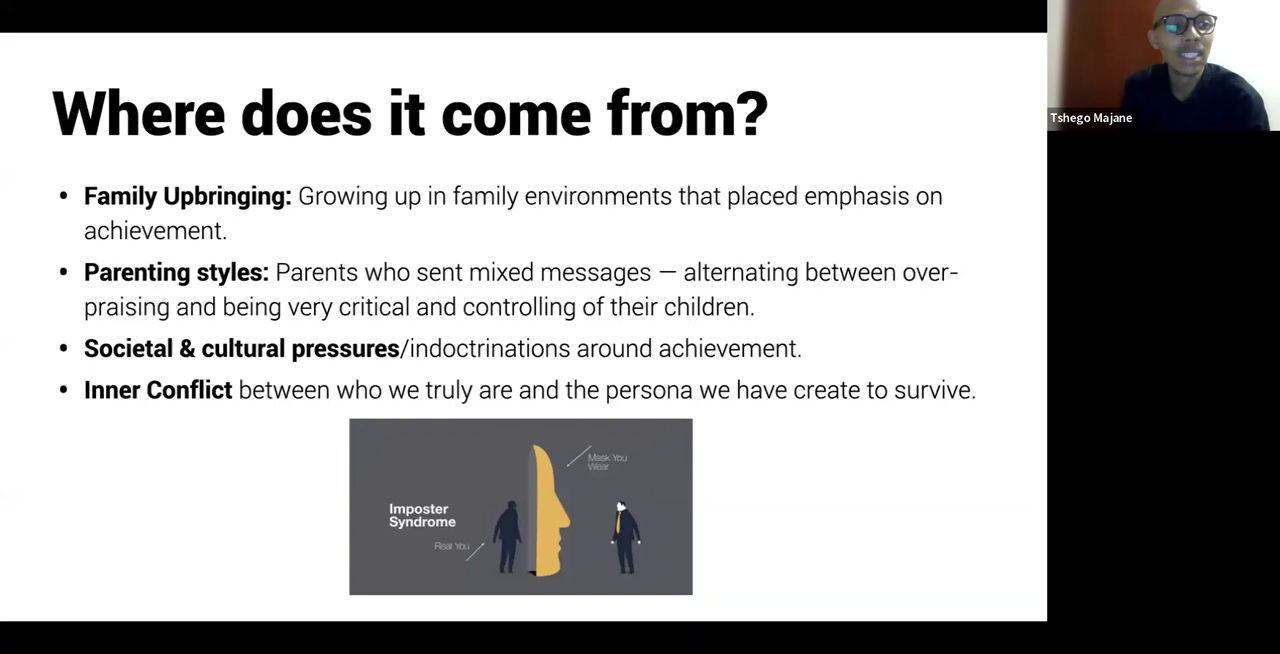 Where does it come from?
• Family Upbringing: Growing up in family environments that placed emphasis on
achievement.
• Parenting styles: Parents who sent mixed messages — alternating between over-
praising and being very critical and controlling of their children.
• Societal & cultural pressures/indoctrinations around achievement.
• Inner Conflict between who we truly are and the persona we have create to survive.
Mask You
Wear
Imposter
Syndrome
Real You
Tshego Majane